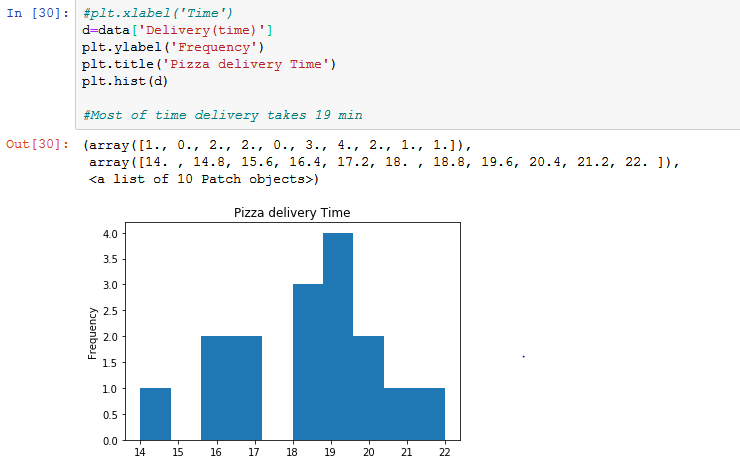 In [30]: #plt.xlabel('Time')
d=data['Delivery(time)']
plt.ylabel('Frequency')
plt.title('Pizza delivery Time')
plt.hist(d)
#Most of time delivery takes 19 min
Out[30]: (array([1., 0., 2., 2., 0., 3., 4., 2., 1., 1.]),
array([14. , 14.8, 15.6, 16.4, 17.2, 18. , 18.8, 19.6, 20.4, 21.2, 22. ]),
<a list of 10 Patch objects>)
Pizza delivery Time
4.0
3.5
3.0
2.5
2.0
1.5
1.0
0.5
0.0
Frequency
14 15 16 17 18 19 20 21 22